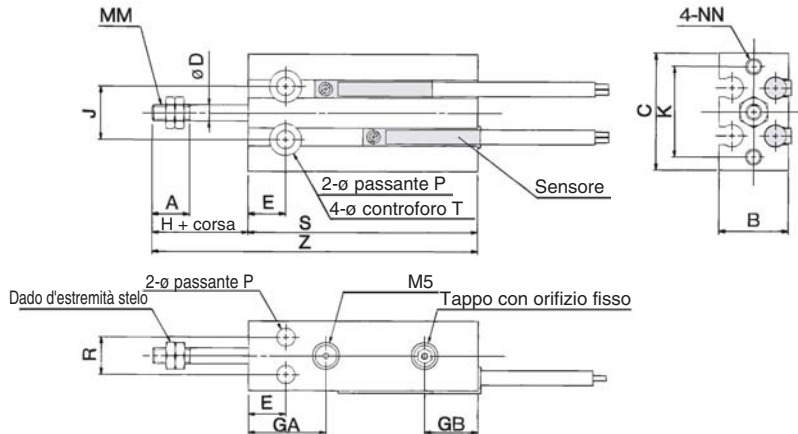 MM
øD
J
A
H + corsa
E
S
Z
2-ø passante P
4-ø controforo T
Sensore
4-NN
C
K
B
Dado d'estremità stelo
2-ø passante P
M5
Tappo con orifizio fisso
R
E
GA
GB